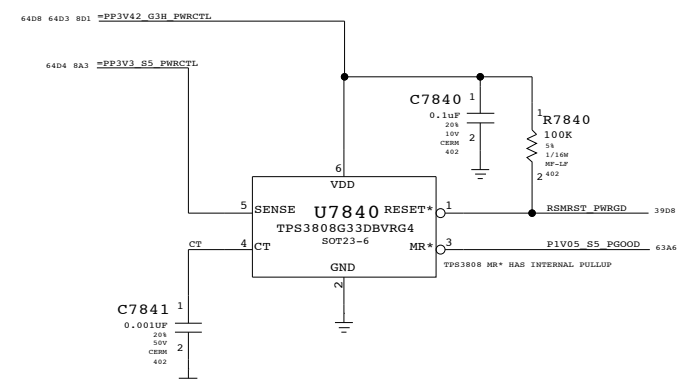 64D8 64D3 8D1 =PP3V42_G3H_PWRCTL
64D4 8A3 =PP3V3_S5_PWRCTL
C7840 1
0.1uF
20%
10V
CERM
402
2
1
R7840
100K
5%
1/16W
MF-LF
402
2
6
VDD
5 SENSE U7840 RESET* 1 RSMRST_PWRGD 39D8
TPS3808G33DBVRG4
SOT23-6
CT 4 CT MR* 3 P1V05_S5_PGOOD 63A6
GND
TPS3808 MR* HAS INTERNAL PULLUP
2
C7841 1
0.001UF
20%
50V
CERM
402
2